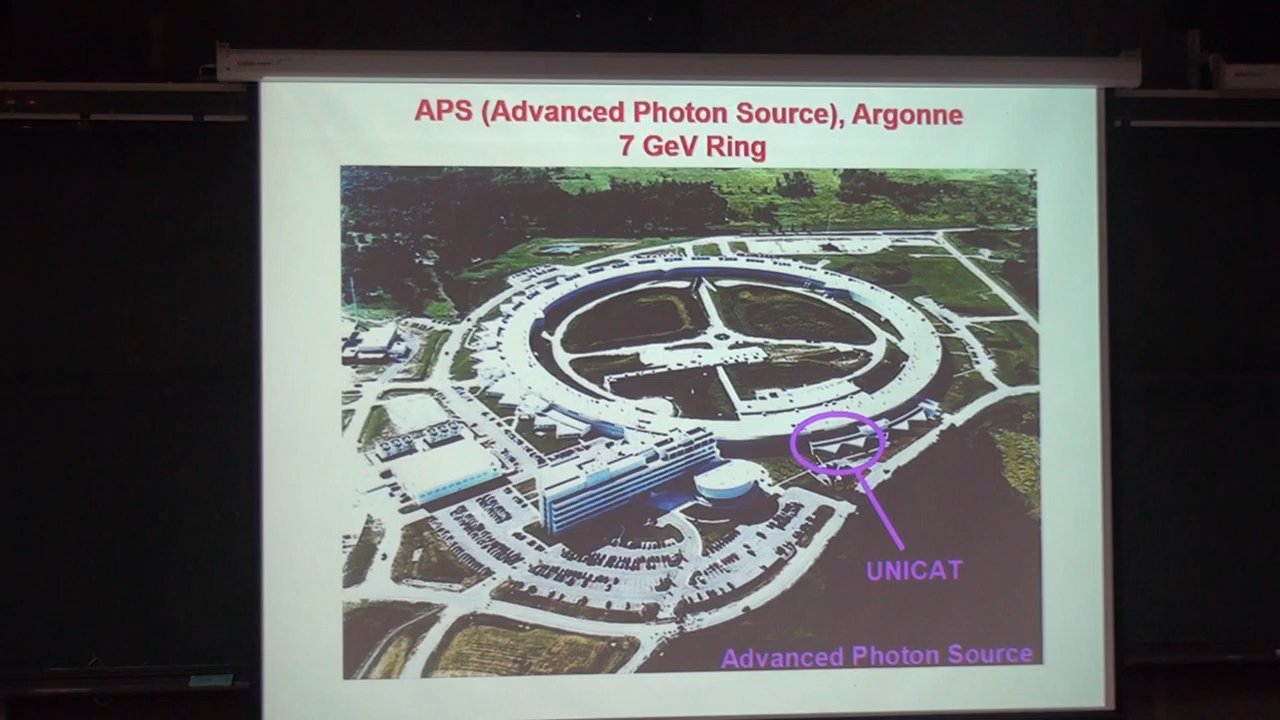 APS (Advanced Photon Source), Argonne
7 GeV Ring
UNICAT
Advanced Photon Source